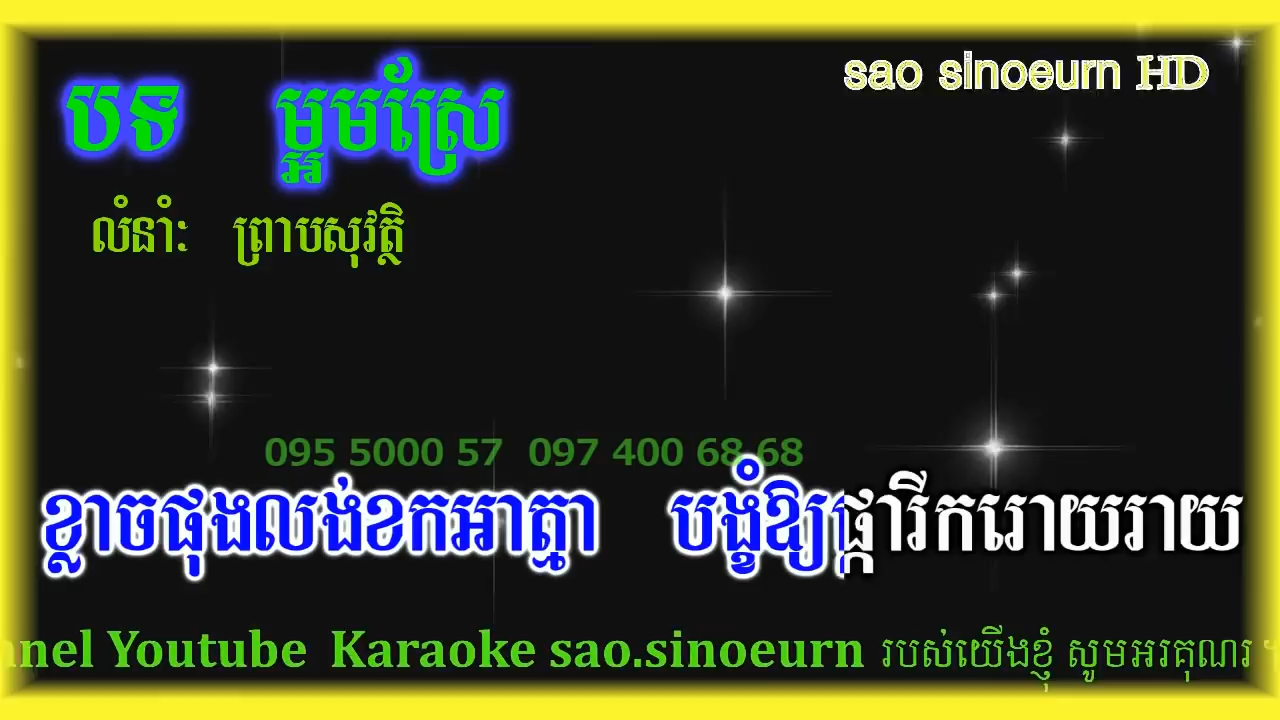 sao sinoeurn HD
បទ ម្អមស្រែ
លំនាំៈ ព្រាបសុវត្ថិ
095 5000 57 097 400 68 68
ខ្លាចផុងលង់ខកអាត្មា បង្ខំឱ្យផ្ការីករោយរាយ
nnel Youtube Karaoke sao.sinoeurn របស់យើងខ្ញុំ សូមអរគុណរ